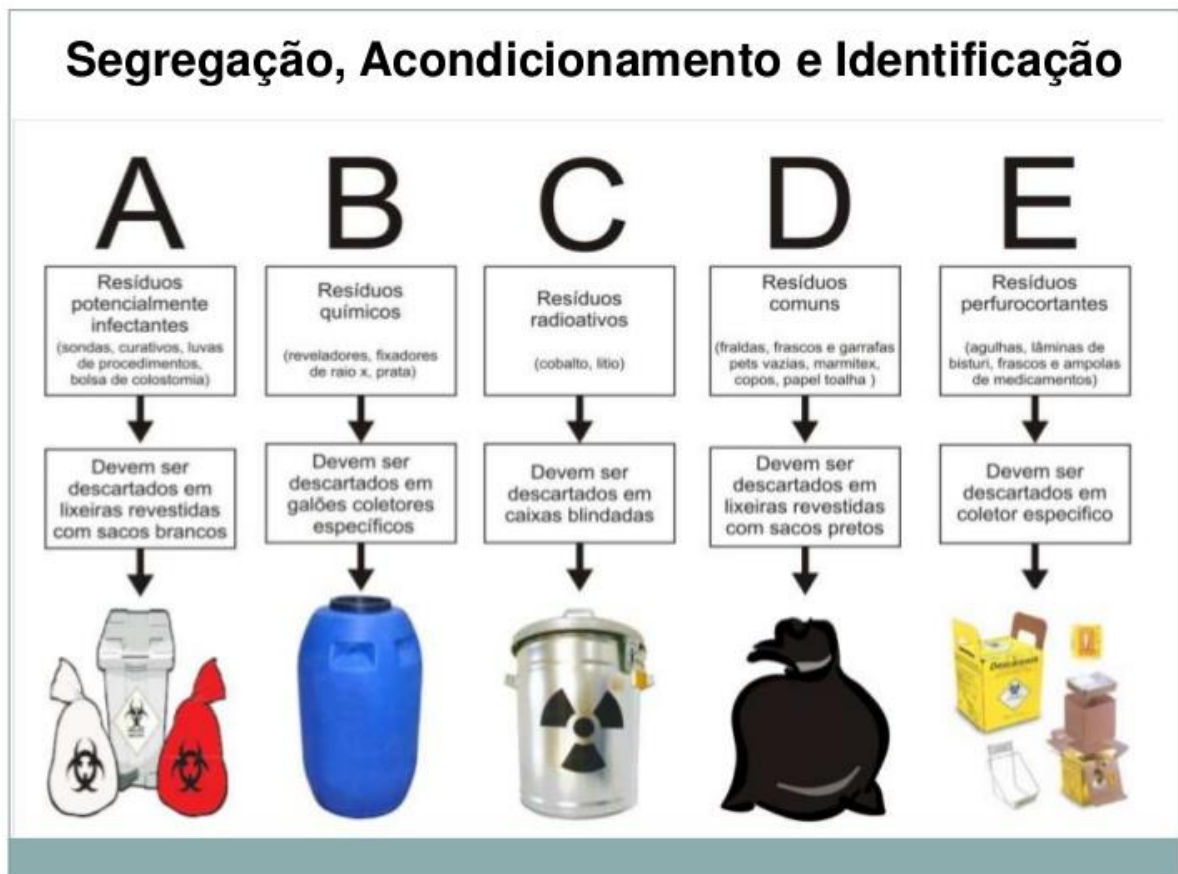 Segregação, Acondicionamento e Identificação
A
Resíduos
potencialmente
infectantes
(sondas, curativos, luvas
de procedimentos,
bolsa de colostomia)
Devem ser
descartados em
lixeiras revestidas
com sacos brancos
B
Resíduos
químicos
(reveladores, fixadores
de raio x, prata)
Devem ser
descartados em
galões coletores
específicos
C
Resíduos
radioativos
(cobalto, lítio)
Devem ser
descartados em
caixas blindadas
D
Resíduos
comuns
(fraldas, frascos e garrafas
pets vazias, marmitex,
copos, papel toalha )
Devem ser
descartados em
lixeiras revestidas
com sacos pretos
E
Resíduos
perfurocortantes
(agulhas, lâminas de
bisturi, frascos e ampolas
de medicamentos)
Devem ser
descartados em
coletor especifico